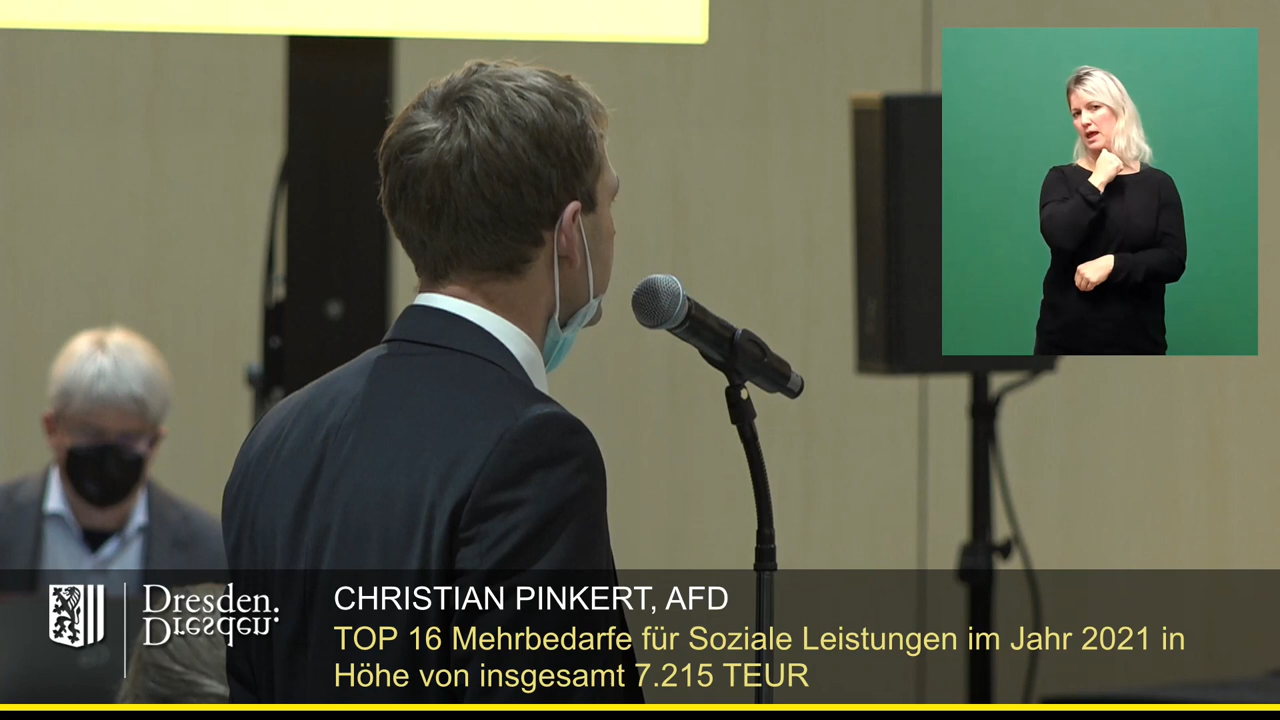 Dresden.
Dresden.
CHRISTIAN PINKERT, AFD
TOP 16 Mehrbedarfe für Soziale Leistungen im Jahr 2021 in
Höhe von insgesamt 7.215 TEUR